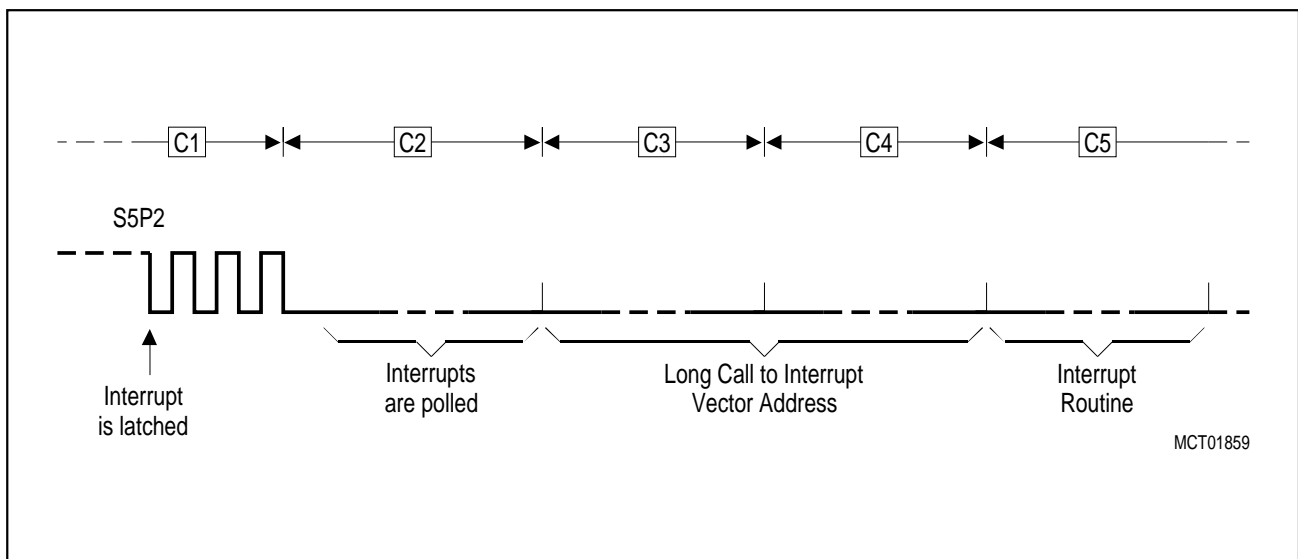 C1 C2 C3 C4 C5
S5P2
Interrupt
is latched
Interrupts
are polled
Long Call to Interrupt
Vector Address
Interrupt
Routine
MCT01859